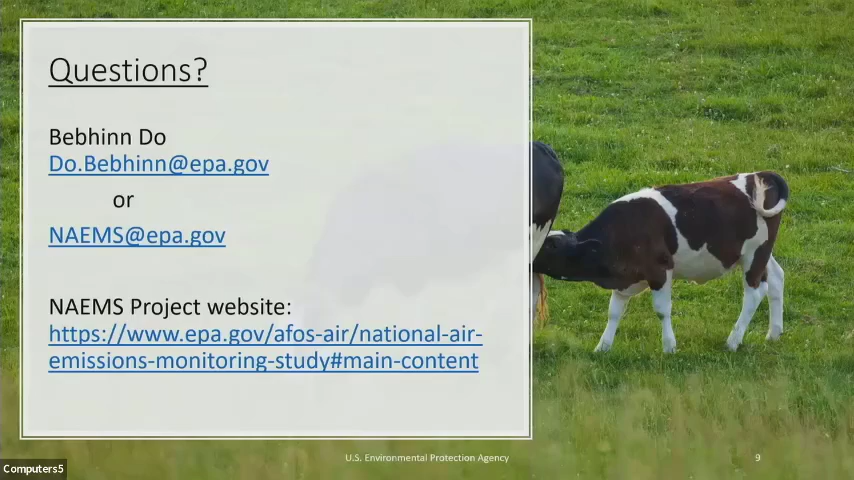 Questions?
Bebhinn Do
Do.Bebhinn@epa.gov
or
NAEMS@epa.gov
NAEMS Project website:
https://www.epa.gov/afos-air/national-air-
emissions-monitoring-study#main-content
U.S. Environmental Protection Agency
9
Computers5